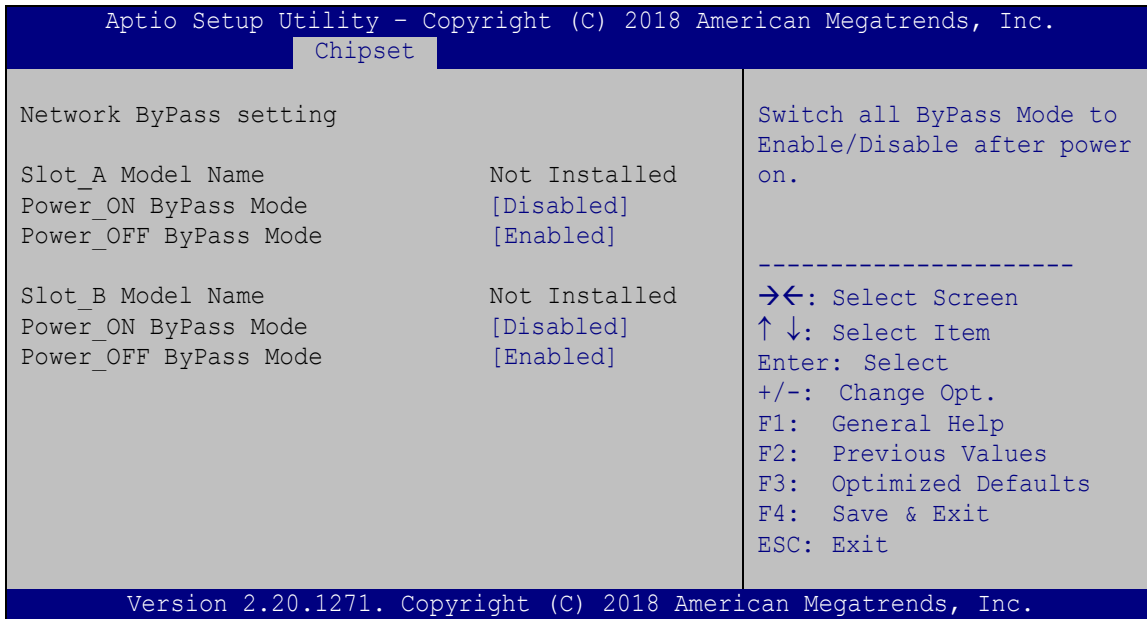 Aptio Setup Utility – Copyright (C) 2018 American Megatrends, Inc.
Chipset
Network ByPass setting
Slot_A Model Name Not Installed
Power_ON ByPass Mode [Disabled]
Power_OFF ByPass Mode [Enabled]
Slot_B Model Name Not Installed
Power_ON ByPass Mode [Disabled]
Power_OFF ByPass Mode [Enabled]
Switch all ByPass Mode to
Enable/Disable after power
on.
----------------------
→←: Select Screen
↑ ↓: Select Item
Enter: Select
+/-: Change Opt.
F1: General Help
F2: Previous Values
F3: Optimized Defaults
F4: Save & Exit
ESC: Exit
Version 2.20.1271. Copyright (C) 2018 American Megatrends, Inc.